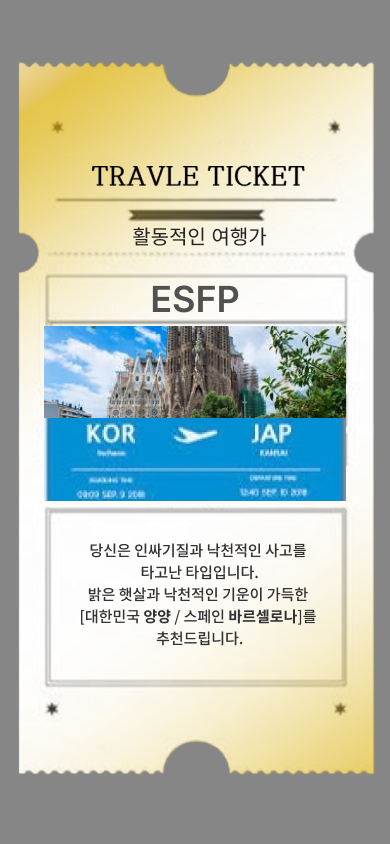 TRAVLE TICKET
활동적인 여행가
ESFP
KOR JAP
Incheon KANSAI
BOARDING TIME DEPARTURE TIME
09:09 SEP. 9 2018 12:40 SEP. 10 2018
당신은 인싸기질과 낙천적인 사고를
타고난 타입입니다.
밝은 햇살과 낙천적인 기운이 가득한
[대한민국 양양 / 스페인 바르셀로나]를
추천드립니다.